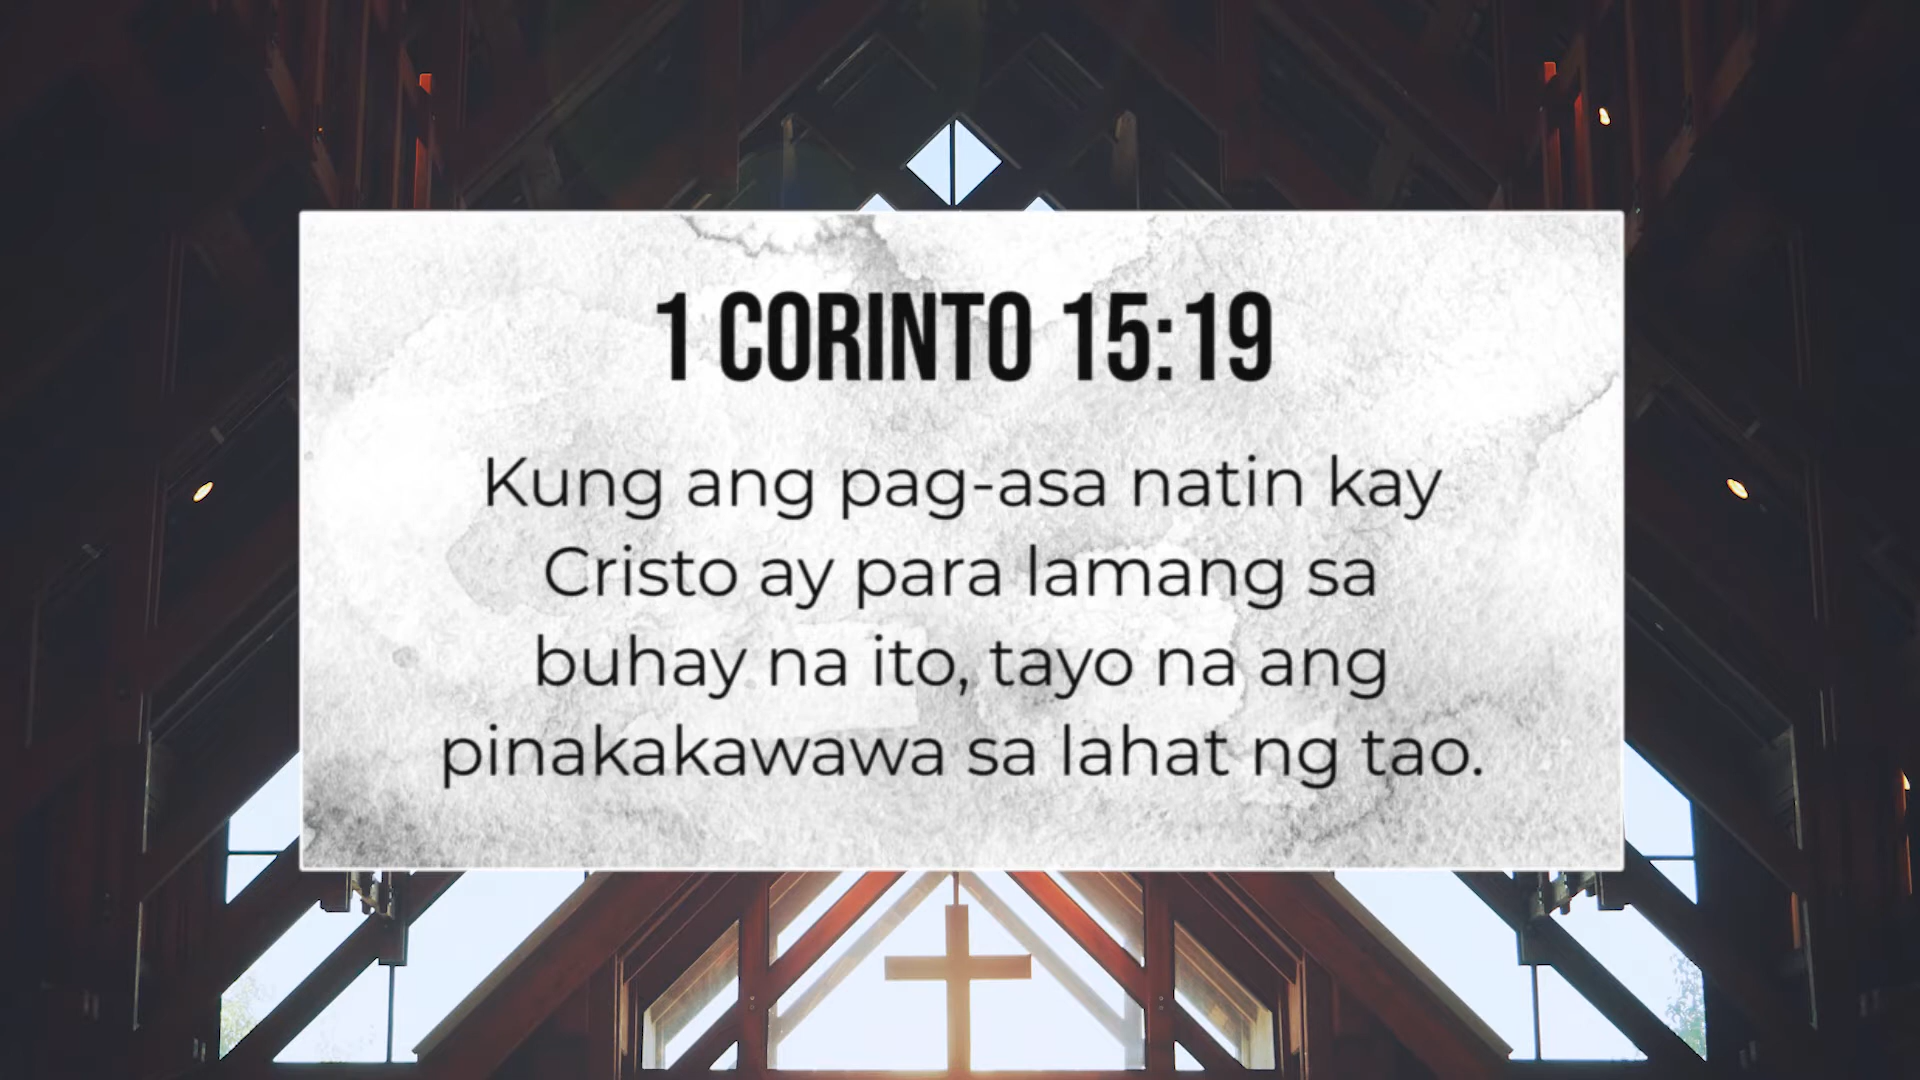 1 CORINTO 15:19
Kung ang pag-asa natin kay
Cristo ay para lamang sa
buhay na ito, tayo na ang
pinakakawawa sa lahat ng tao.